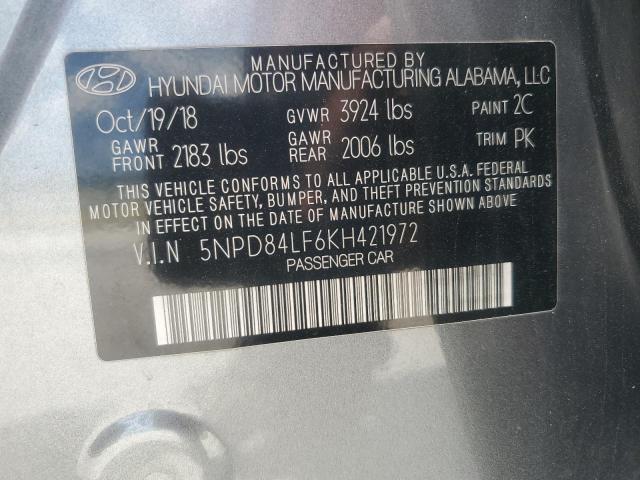 MANUFACTURED BY
HYUNDAI MOTOR MANUFACTURING ALABAMA, LLC
Oct/19/18 GVWR 3924 lbs PAINT 2C
GAWR FRONT 2183 lbs GAWR REAR 2006 lbs TRIM PK
THIS VEHICLE CONFORMS TO ALL APPLICABLE U.S.A. FEDERAL
MOTOR VEHICLE SAFETY, BUMPER, AND THEFT PREVENTION STANDARDS
IN EFFECT ON THE DATE OF MANUFACTURE SHOWN ABOVE.
V.I.N 5NPD84LF6KH421972
PASSENGER CAR